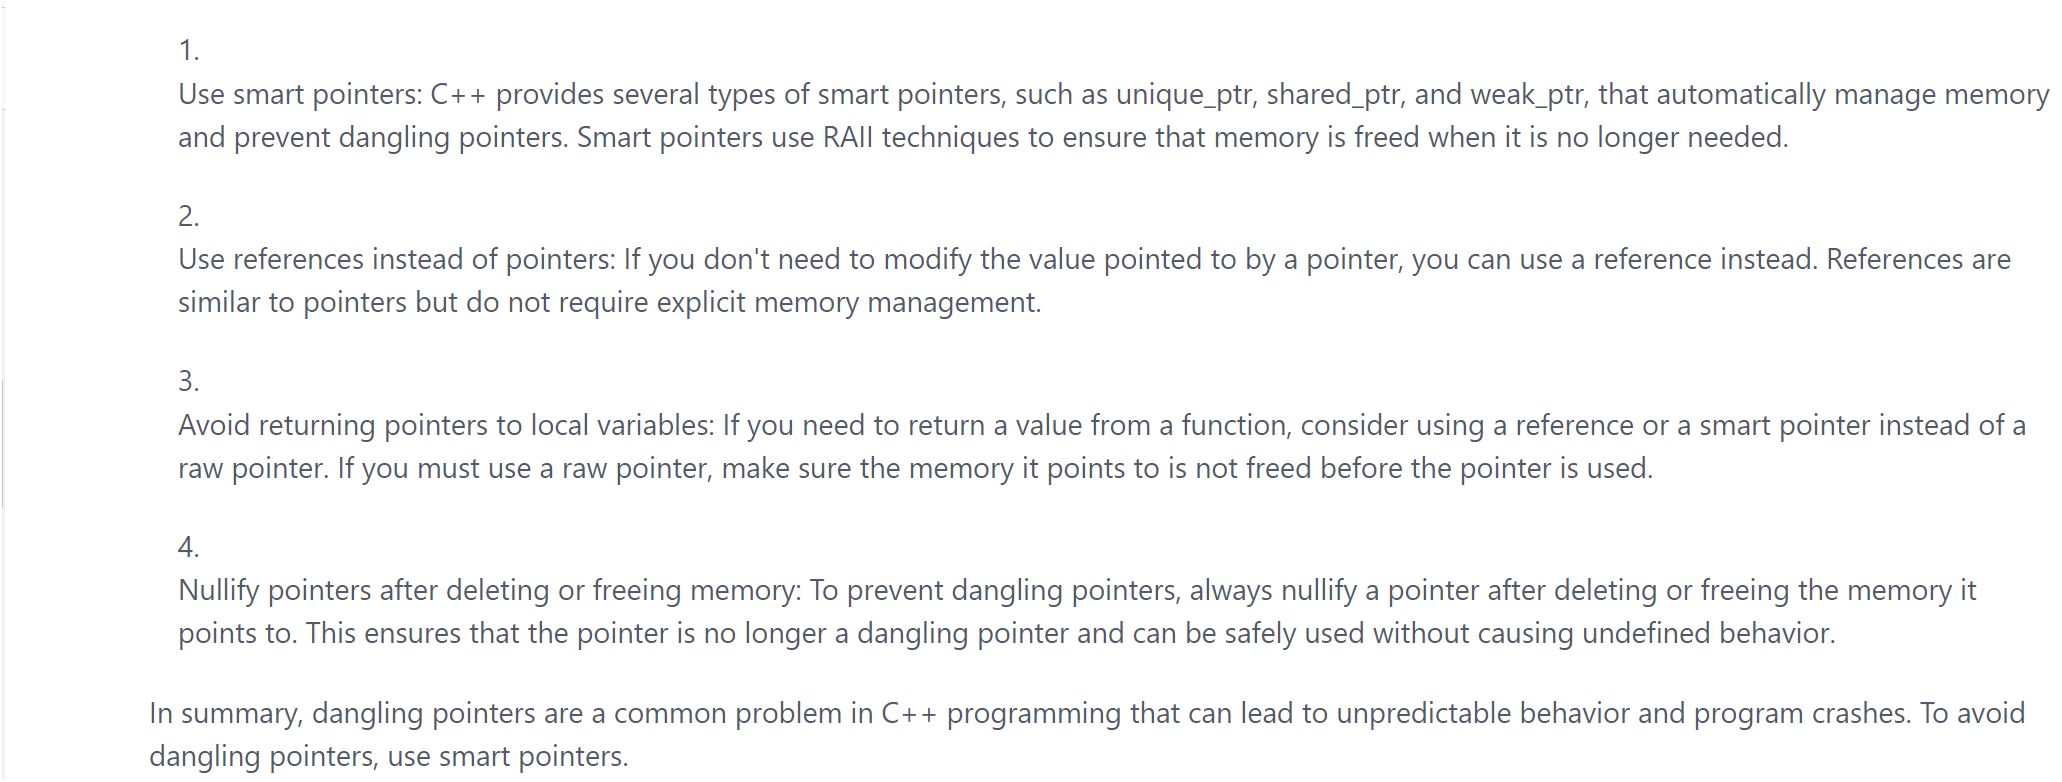 1.
Use smart pointers: C++ provides several types of smart pointers, such as unique_ptr, shared_ptr, and weak_ptr, that automatically manage memory
and prevent dangling pointers. Smart pointers use RAII techniques to ensure that memory is freed when it is no longer needed.
2.
Use references instead of pointers: If you don't need to modify the value pointed to by a pointer, you can use a reference instead. References are
similar to pointers but do not require explicit memory management.
3.
Avoid returning pointers to local variables: If you need to return a value from a function, consider using a reference or a smart pointer instead of a
raw pointer. If you must use a raw pointer, make sure the memory it points to is not freed before the pointer is used.
4.
Nullify pointers after deleting or freeing memory: To prevent dangling pointers, always nullify a pointer after deleting or freeing the memory it
points to. This ensures that the pointer is no longer a dangling pointer and can be safely used without causing undefined behavior.
In summary, dangling pointers are a common problem in C++ programming that can lead to unpredictable behavior and program crashes. To avoid
dangling pointers, use smart pointers.